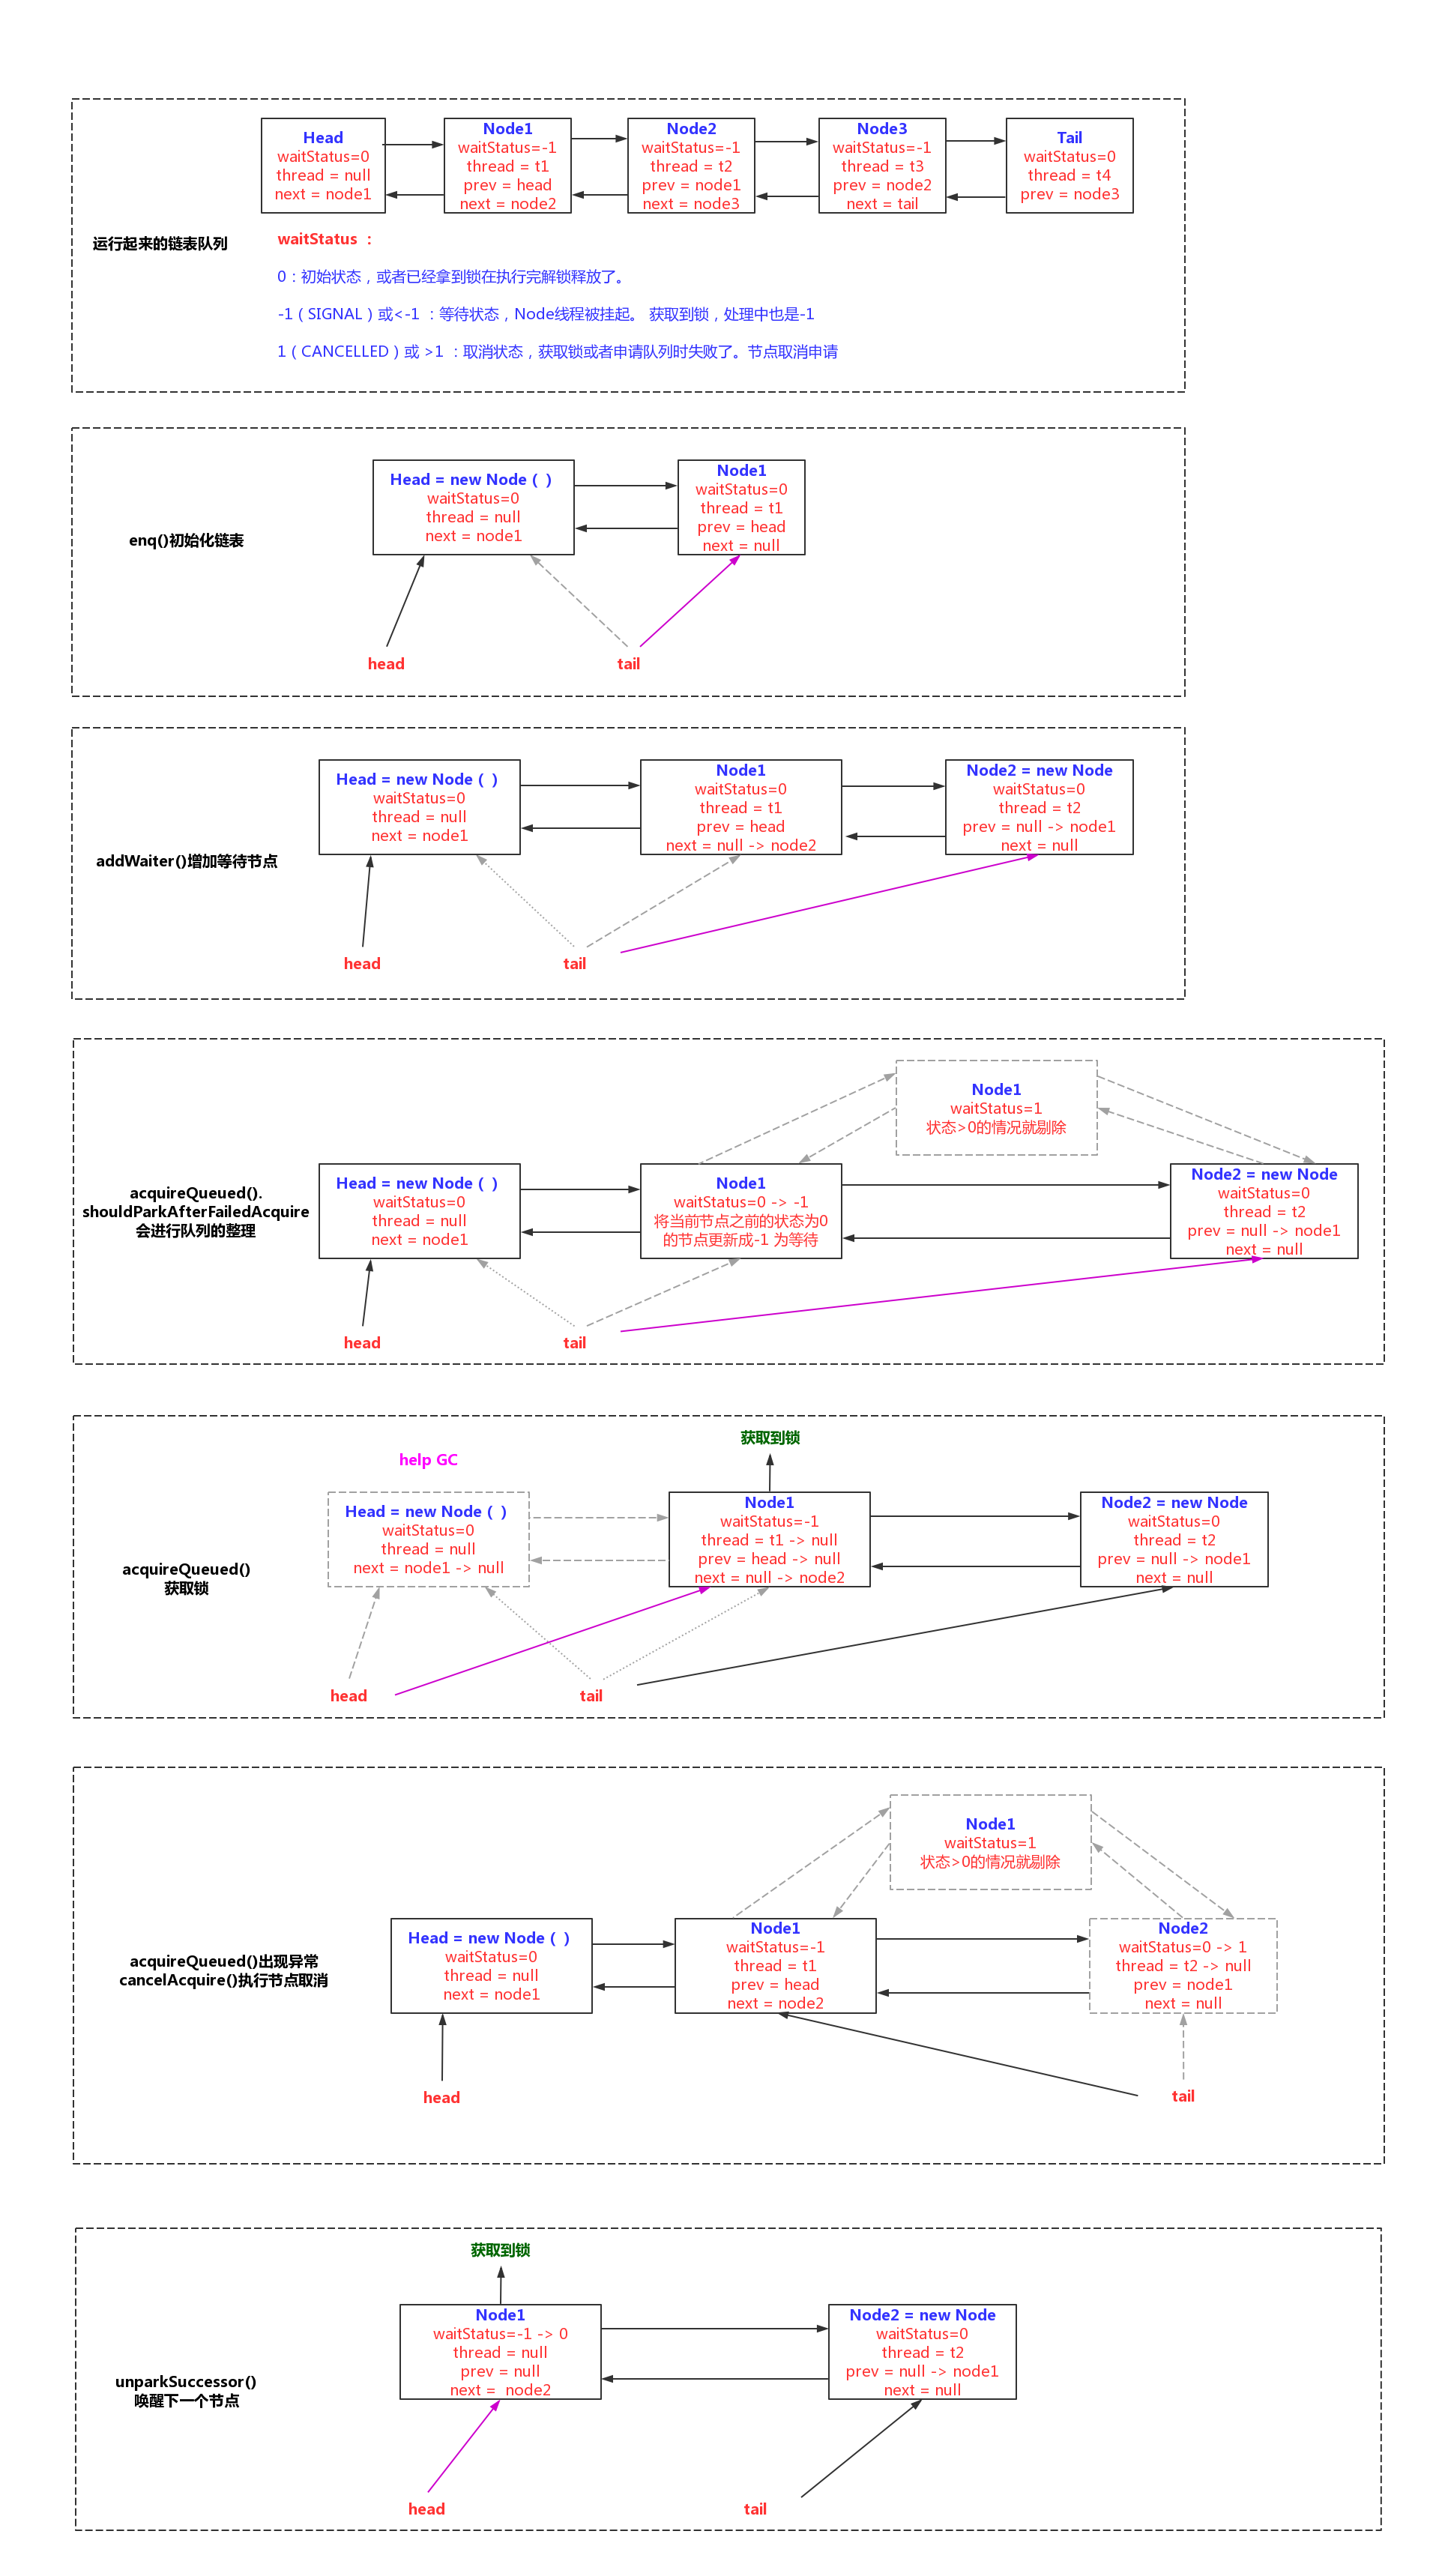 Head
waitStatus=0
thread = null
next = node1
Node1
waitStatus=-1
thread = t1
prev = head
next = node2
Node2
waitStatus=-1
thread = t2
prev = node1
next = node3
Node3
waitStatus=-1
thread = t3
prev = node2
next = tail
Tail
waitStatus=0
thread = t4
prev = node3
运行起来的链表队列
waitStatus ：
0：初始状态，或者已经拿到锁在执行完解锁释放了。
-1（SIGNAL）或<-1 ：等待状态，Node线程被挂起。 获取到锁，处理中也是-1
1（CANCELLED）或 >1 ：取消状态，获取锁或者申请队列时失败了。节点取消申请
enq()初始化链表
Head = new Node（ ）
waitStatus=0
thread = null
next = node1
Node1
waitStatus=0
thread = t1
prev = head
next = null
head
tail
addWaiter()增加等待节点
Head = new Node（ ）
waitStatus=0
thread = null
next = node1
Node1
waitStatus=0
thread = t1
prev = head
next = null -> node2
Node2 = new Node
waitStatus=0
thread = t2
prev = null -> node1
next = null
head
tail
acquireQueued().
shouldParkAfterFailedAcquire
会进行队列的整理
Node1
waitStatus=1
状态>0的情况就剔除
Head = new Node（ ）
waitStatus=0
thread = null
next = node1
Node1
waitStatus=0 -> -1
将当前节点之前的状态为0
的节点更新成-1 为等待
Node2 = new Node
waitStatus=0
thread = t2
prev = null -> node1
next = null
head
tail
acquireQueued()
获取锁
help GC
获取到锁
Head = new Node（ ）
waitStatus=0
thread = null
next = node1 -> null
Node1
waitStatus=-1
thread = t1 -> null
prev = head -> null
next = null -> node2
Node2 = new Node
waitStatus=0
thread = t2
prev = null -> node1
next = null
head
tail
acquireQueued()出现异常
cancelAcquire()执行节点取消
Node1
waitStatus=1
状态>0的情况就剔除
Head = new Node（ ）
waitStatus=0
thread = null
next = node1
Node1
waitStatus=-1
thread = t1
prev = head
next = node2
Node2
waitStatus=0 -> 1
thread = t2 -> null
prev = node1
next = null
head
tail
unparkSuccessor()
唤醒下一个节点
获取到锁
Node1
waitStatus=-1 -> 0
thread = null
prev = null
next =  node2
Node2 = new Node
waitStatus=0
thread = t2
prev = null -> node1
next = null
head
tail